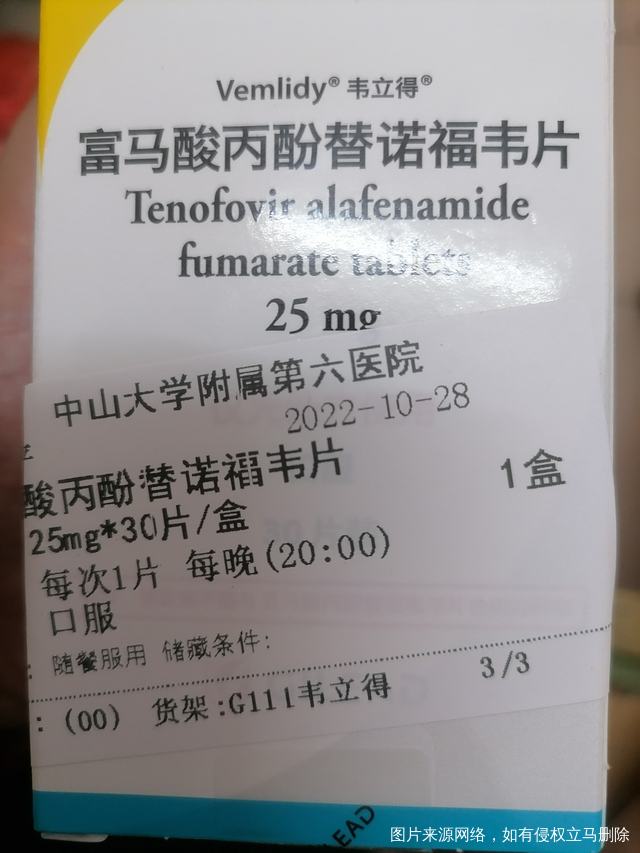 Vemlidy® 韦立得®
富马酸丙酚替诺福韦片
Tenofovir alafenamide
fumarate tablets
25 mg
中山大学附属第六医院
2022-10-28
酸丙酚替诺福韦片 1盒
25mg*30片/盒
每次1片 每晚(20:00)
口服
随餐服用 储藏条件:
3/3
: (00) 货架:G111韦立得
LEAD
图片来源网络，如有侵权立马删除